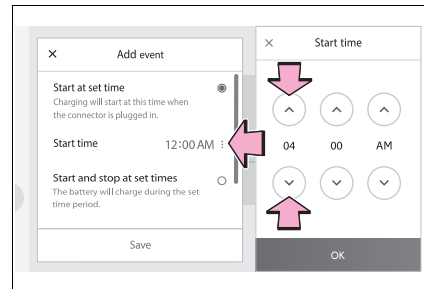 Add event
Start at set time
Charging will start at this time when
the connector is plugged in.
Start time 12:00 AM
Start and stop at set times
The battery will charge during the set
time period.
Save
Start time
04 00 AM
OK